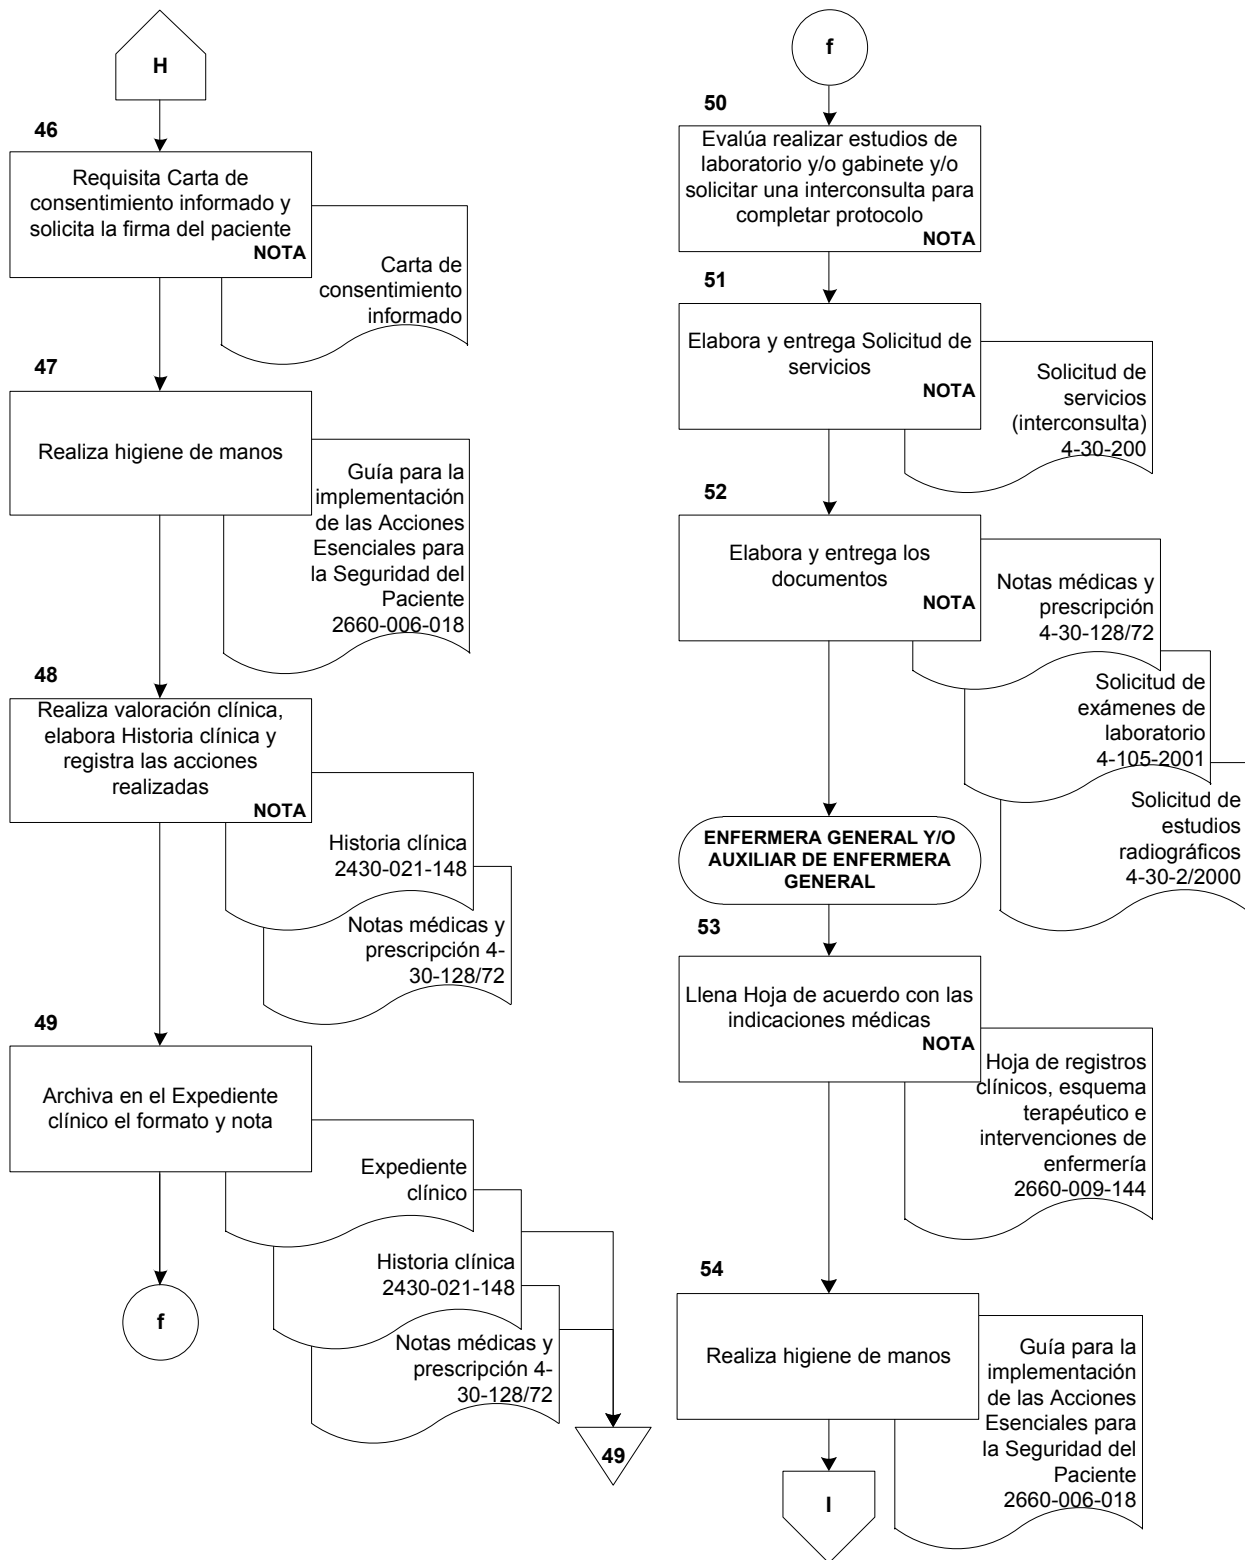 H
46
Requisita Carta de
consentimiento informado y
solicita la firma del paciente
NOTA
Carta de
consentimiento
informado
47
Realiza higiene de manos
Guía para la
implementación
de las Acciones
Esenciales para
la Seguridad del
Paciente
2660-006-018
48
Realiza valoración clínica,
elabora Historia clínica y
registra las acciones
realizadas
NOTA
Historia clínica
2430-021-148
Notas médicas y
prescripción 4-
30-128/72
49
Archiva en el Expediente
clínico el formato y nota
Expediente
clínico
Historia clínica
2430-021-148
Notas médicas y
prescripción 4-
30-128/72
49
f
f
50
Evalúa realizar estudios de
laboratorio y/o gabinete y/o
solicitar una interconsulta para
completar protocolo
NOTA
51
Elabora y entrega Solicitud de
servicios
NOTA
Solicitud de
servicios
(interconsulta)
4-30-200
52
Elabora y entrega los
documentos
NOTA
Notas médicas y
prescripción
4-30-128/72
Solicitud de
exámenes de
laboratorio
4-105-2001
Solicitud de
estudios
radiográficos
4-30-2/2000
ENFERMERA GENERAL Y/O
AUXILIAR DE ENFERMERA
GENERAL
53
Llena Hoja de acuerdo con las
indicaciones médicas
NOTA
Hoja de registros
clínicos, esquema
terapéutico e
intervenciones de
enfermería
2660-009-144
54
Realiza higiene de manos
Guía para la
implementación
de las Acciones
Esenciales para
la Seguridad del
Paciente
2660-006-018
I